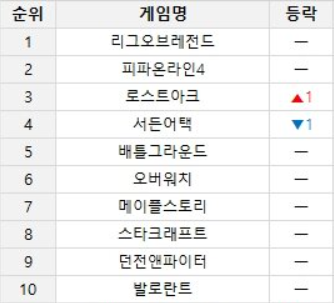 순위 게임명 등락
1 리그오브레전드 —
2 피파온라인4 —
3 로스트아크 ▲1
4 서든어택 ▼1
5 배틀그라운드 —
6 오버워치 —
7 메이플스토리 —
8 스타크래프트 —
9 던전앤파이터 —
10 발로란트 —